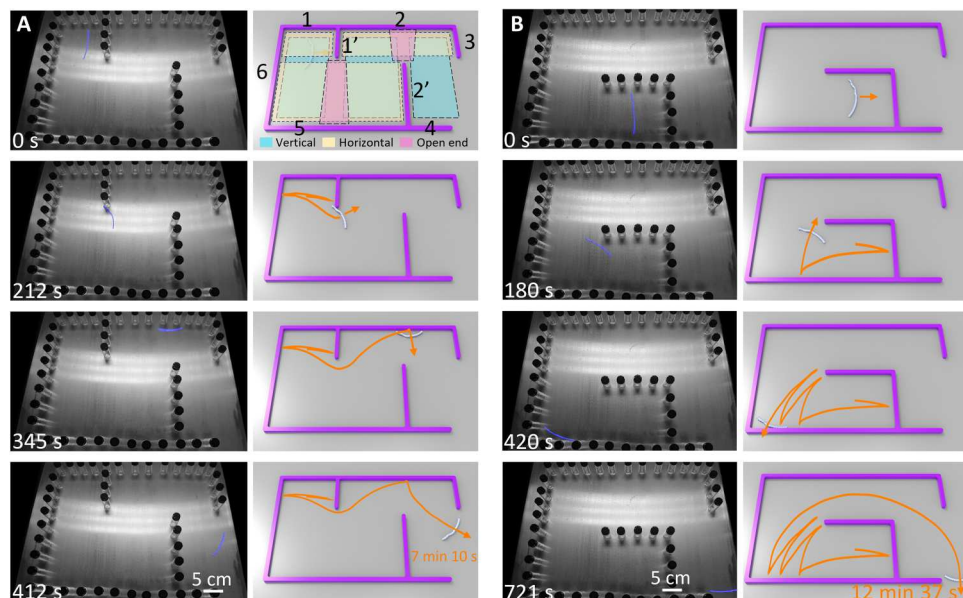 A
0 s
1
2
3
1'
6
2'
5
4
Vertical
Horizontal
Open end
212 s
345 s
412 s
5 cm
7 min 10 s
B
0 s
180 s
420 s
721 s
5 cm
12 min 37 s